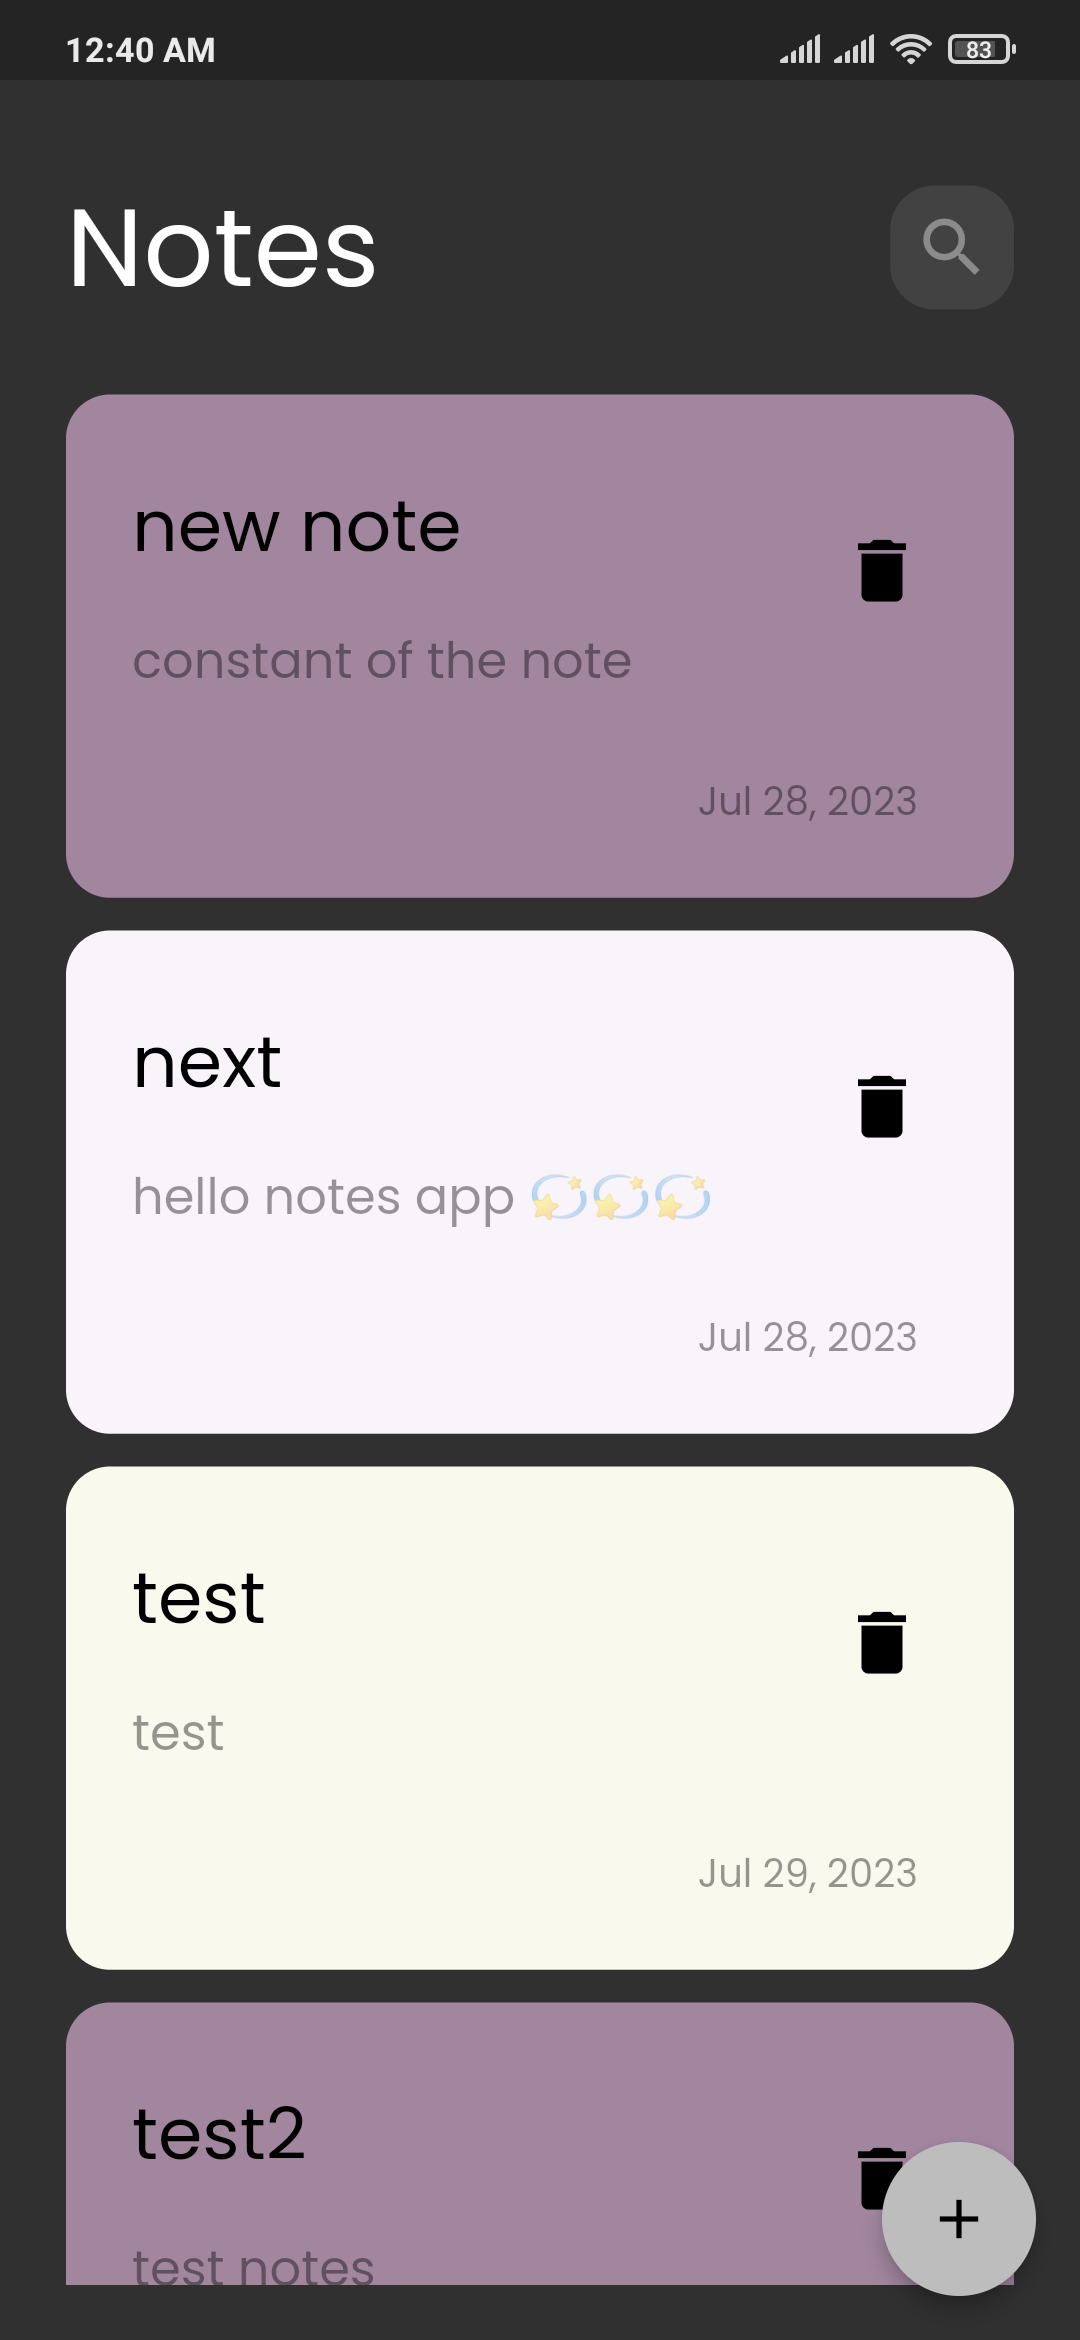 12:40 AM 83
Notes
new note
constant of the note
Jul 28, 2023
next
hello notes app 💫💫💫
Jul 28, 2023
test
test
Jul 29, 2023
test2
test notes